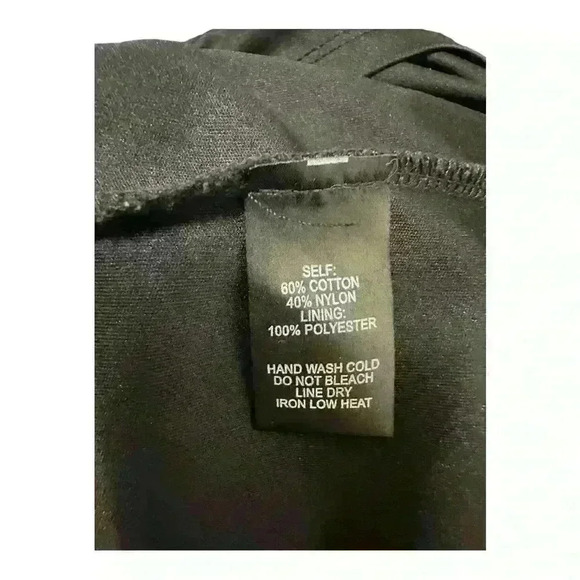 SELF:
60% COTTON
40% NYLON
LINING:
100% POLYESTER
HAND WASH COLD
DO NOT BLEACH
LINE DRY
IRON LOW HEAT